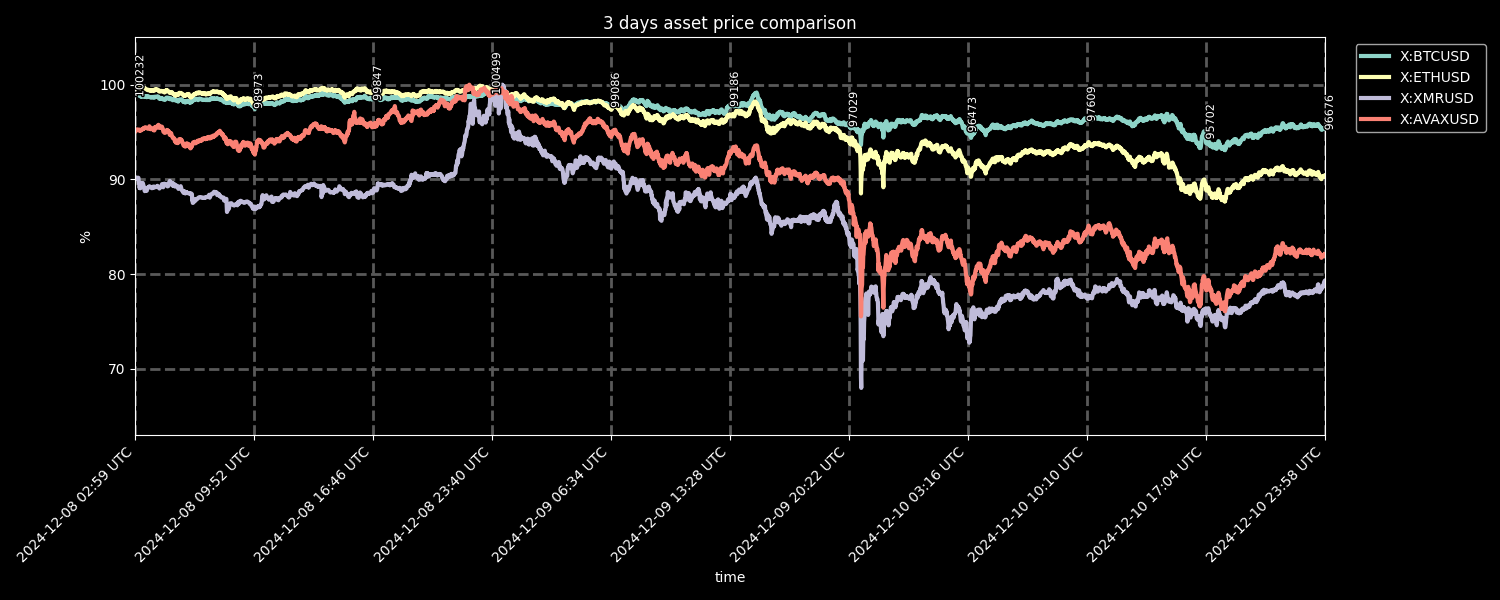 3 days asset price comparison
X:BTCUSD
X:ETHUSD
X:XMRUSD
X:AVAXUSD
100232
98973
99847
100499
99086
99186
97029
96473
97609
95702
96676
100
90
80
70
%
2024-12-08 02:59 UTC
2024-12-08 09:52 UTC
2024-12-08 16:46 UTC
2024-12-08 23:40 UTC
2024-12-09 06:34 UTC
2024-12-09 13:28 UTC
2024-12-09 20:22 UTC
2024-12-10 03:16 UTC
2024-12-10 10:10 UTC
2024-12-10 17:04 UTC
2024-12-10 23:58 UTC
time